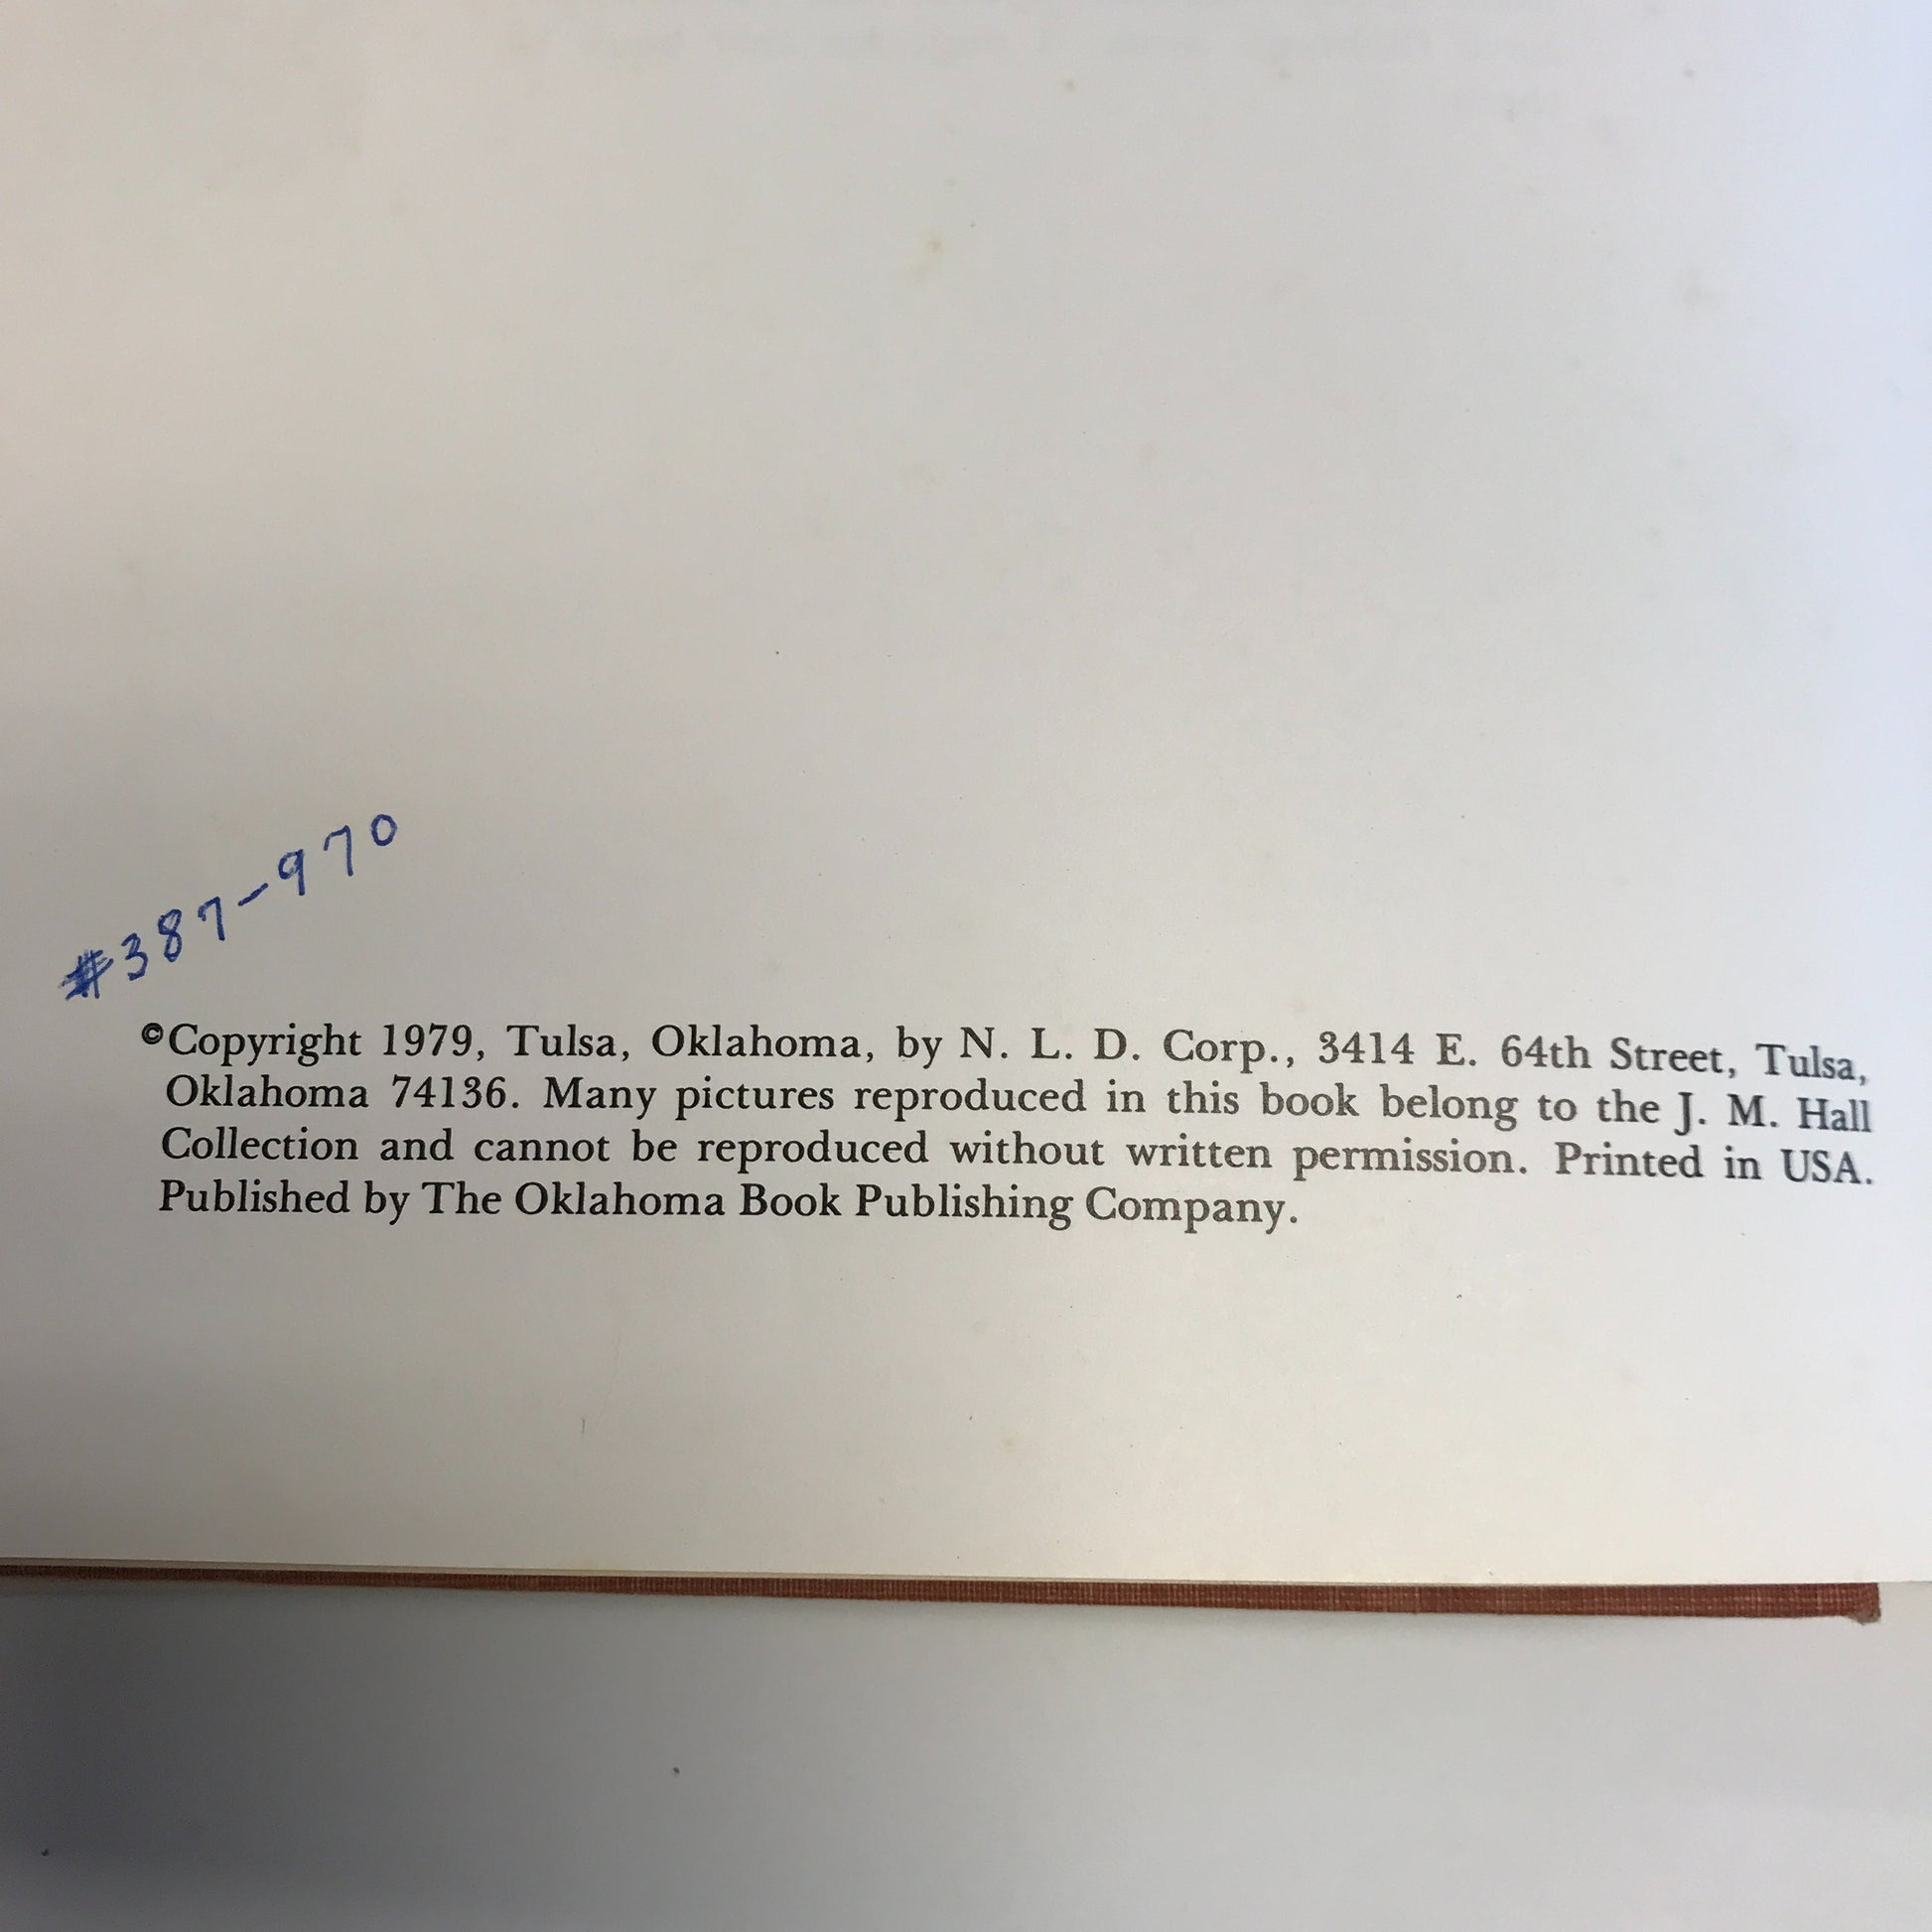 #387-970
©Copyright 1979, Tulsa, Oklahoma, by N. L. D. Corp., 3414 E. 64th Street, Tulsa,
Oklahoma 74136. Many pictures reproduced in this book belong to the J. M. Hall
Collection and cannot be reproduced without written permission. Printed in USA.
Published by The Oklahoma Book Publishing Company.